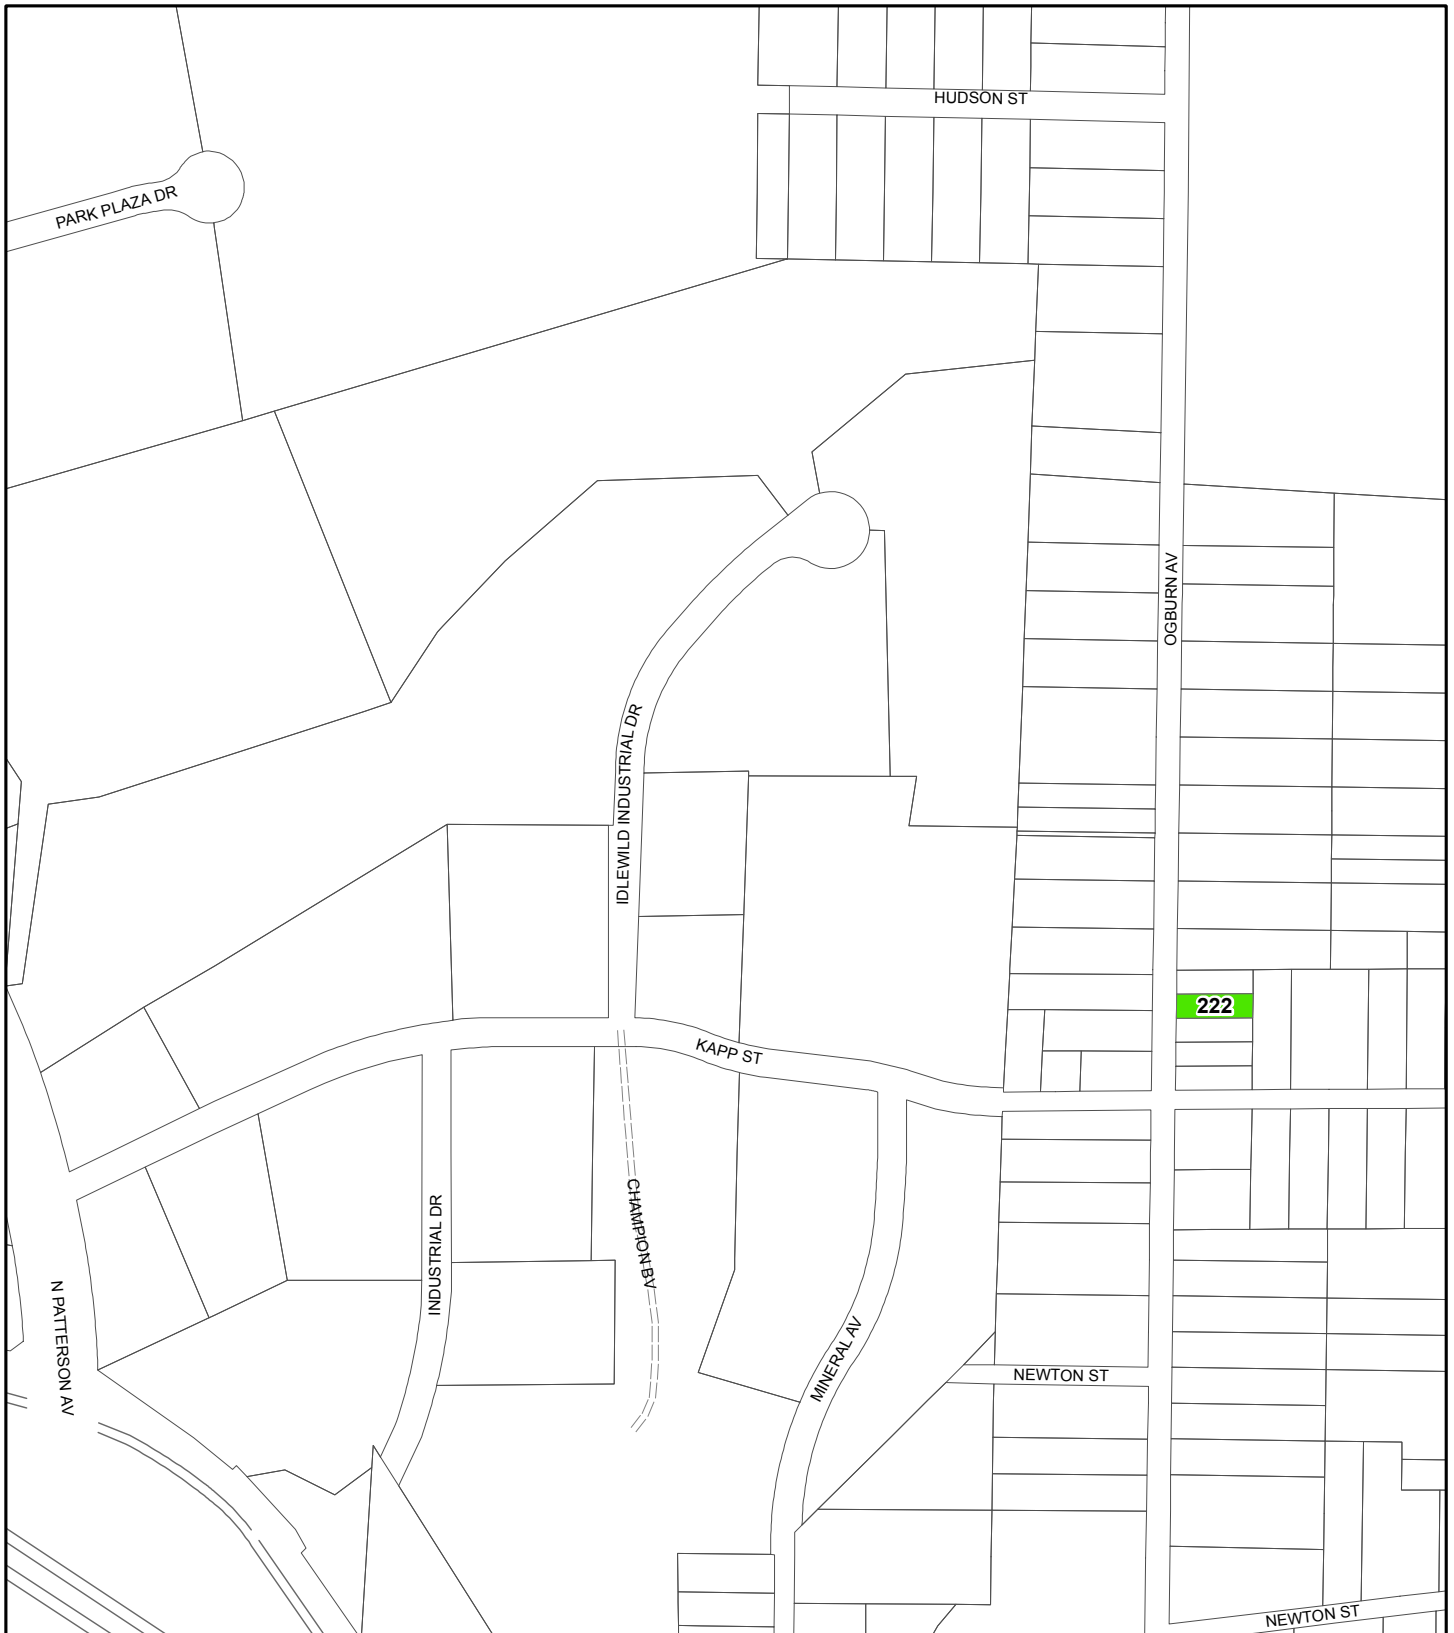 HUDSON ST
PARK PLAZA DR
OGBURN AV
IDLEWILD INDUSTRIAL DR
222
KAPP ST
CHAMPION BV
INDUSTRIAL DR
N PATTERSON AV
MINERAL AV
NEWTON ST
NEWTON ST